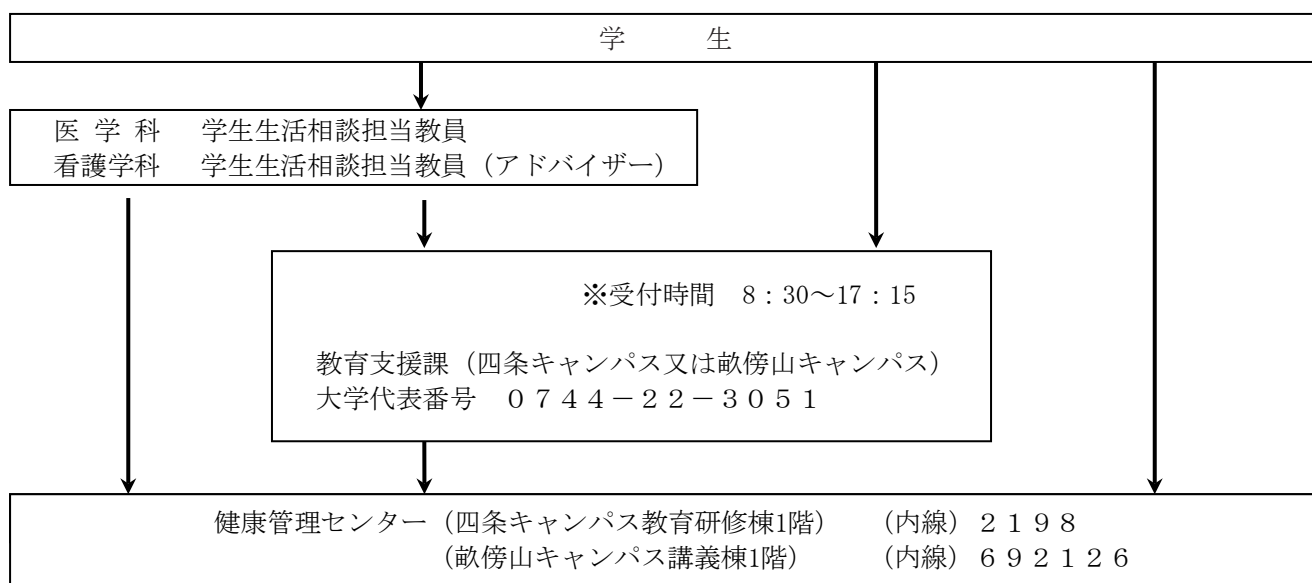 学　　生
医 学 科　学生生活相談担当教員
看護学科　学生生活相談担当教員（アドバイザー）
※受付時間　8：30～17：15
教育支援課（四条キャンパス又は畝傍山キャンパス）
大学代表番号　０７４４－２２－３０５１
健康管理センター（四条キャンパス教育研修棟1階）　（内線）２１９８
（畝傍山キャンパス講義棟1階）　（内線）６９２１２６